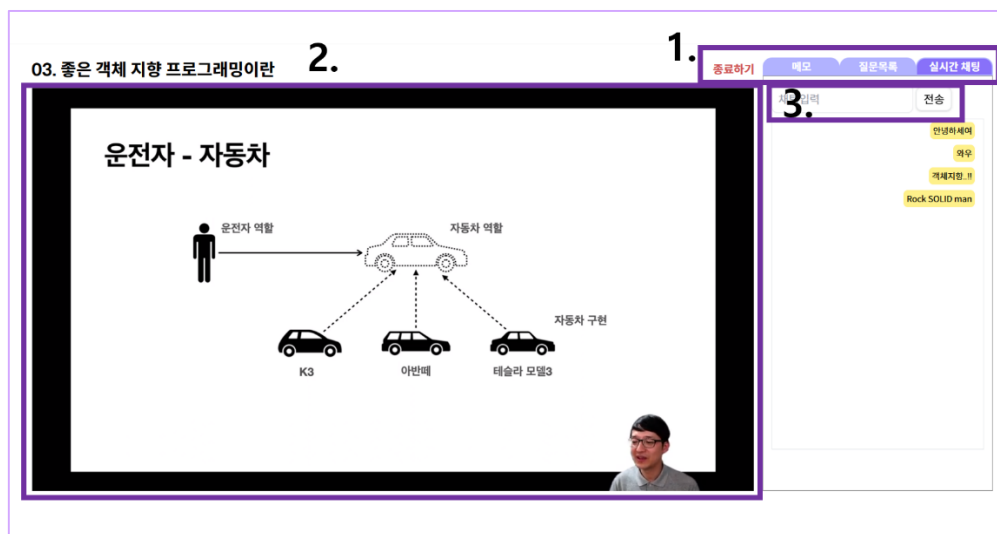 1.
2.
03. 좋은 객체 지향 프로그래밍이란
종료하기
메모
질문목록
실시간 채팅
3.
채팅 입력
전송
안녕하세여
와우
객체지향..!!
Rock SOLID man
운전자 - 자동차
운전자 역할
자동차 역할
자동차 구현
K3
아반떼
테슬라 모델3